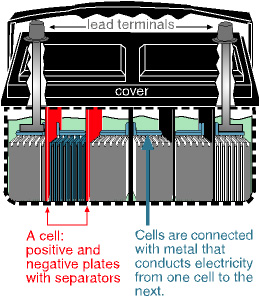 lead terminals
cover
A cell:
positive and
negative plates
with separators
Cells are connected
with metal that
conducts electricity
from one cell to the
next.